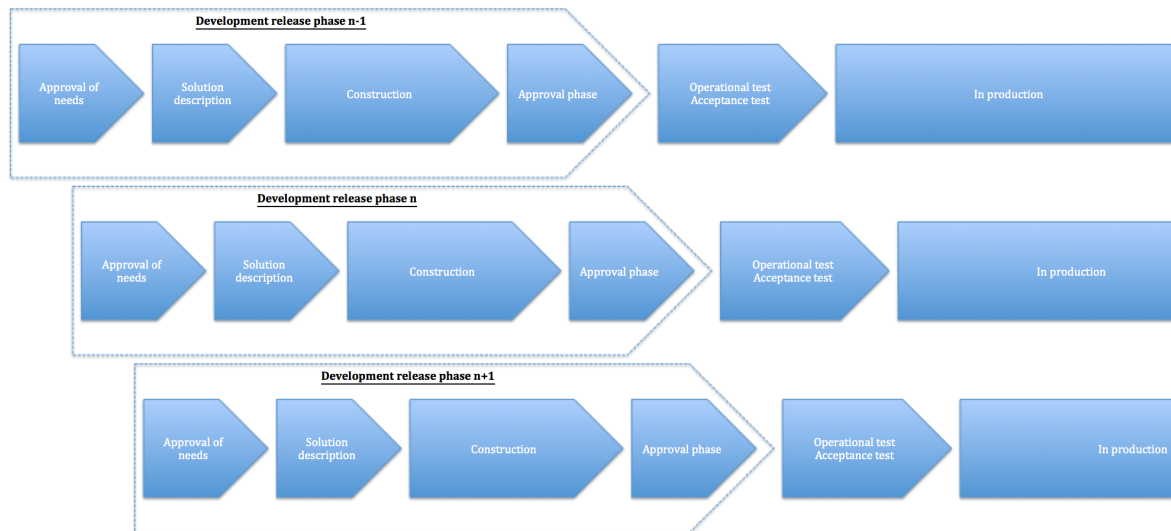 Development release phase n-1
Approval of
needs
Solution
description
Construction
Approval phase
Operational test
Acceptance test
In production
Development release phase n
Approval of
needs
Solution
description
Construction
Approval phase
Operational test
Acceptance test
In production
Development release phase n+1
Approval of
needs
Solution
description
Construction
Approval phase
Operational test
Acceptance test
In production